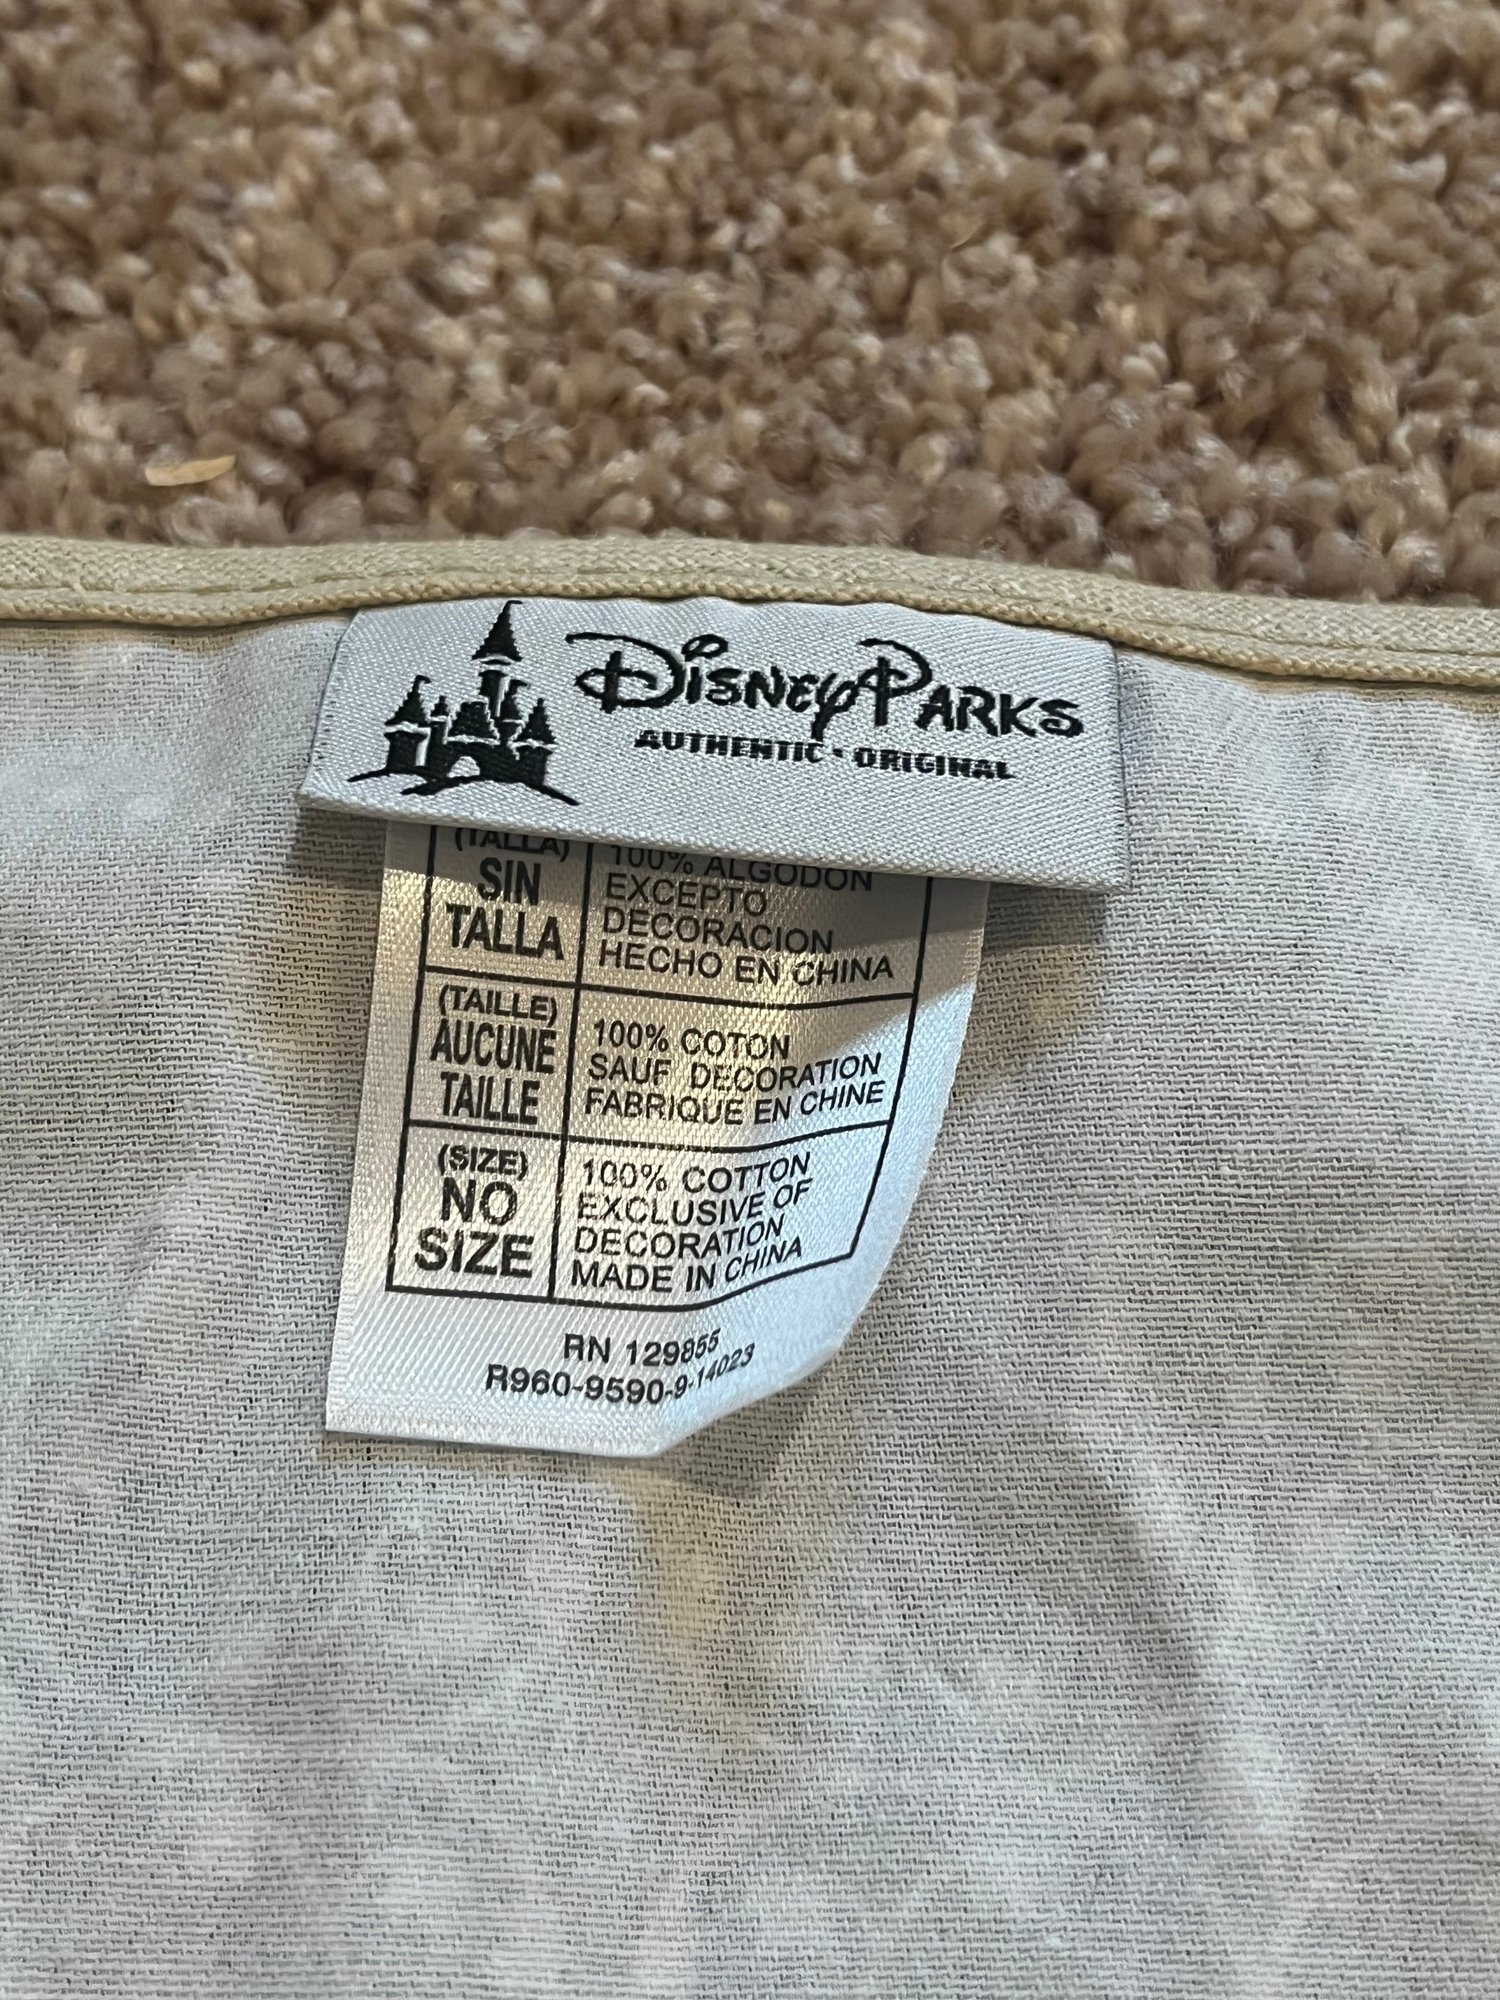 DISNEY PARKS
AUTHENTIC • ORIGINAL
(TALLA)
SIN
TALLA
100% ALGODON
EXCEPTO
DECORACION
HECHO EN CHINA
(TAILLE)
AUCUNE
TAILLE
100% COTON
SAUF DECORATION
FABRIQUE EN CHINE
(SIZE)
NO
SIZE
100% COTTON
EXCLUSIVE OF
DECORATION
MADE IN CHINA
RN 129855
R960-9590-9-14023